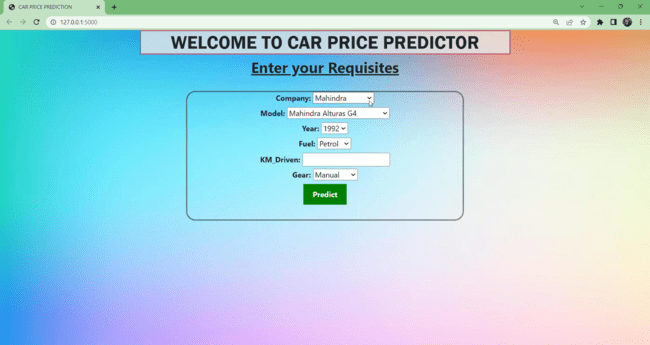 CAR PRICE PREDICTION
127.0.0.1:5000
WELCOME TO CAR PRICE PREDICTOR
Enter your Requisites
Company: Mahindra
Model: Mahindra Alturas G4
Year: 1992
Fuel: Petrol
KM_Driven:
Gear: Manual
Predict